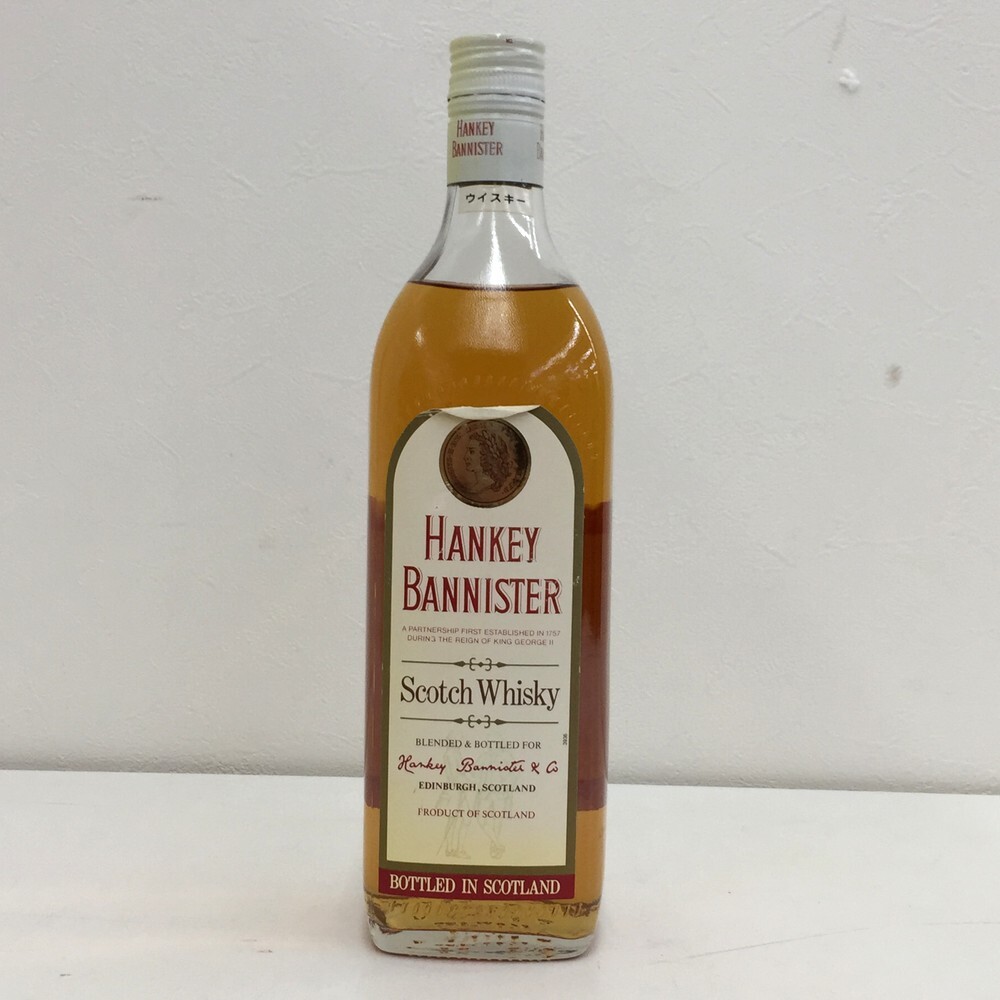 HANKEY
BANNISTER
ウイスキー
HANKEY
BANNISTER
A PARTNERSHIP FIRST ESTABLISHED IN 1757
DURING THE REIGN OF KING GEORGE II
Scotch Whisky
BLENDED & BOTTLED FOR
Hankey Bannister & Co
EDINBURGH, SCOTLAND
PRODUCT OF SCOTLAND
BOTTLED IN SCOTLAND